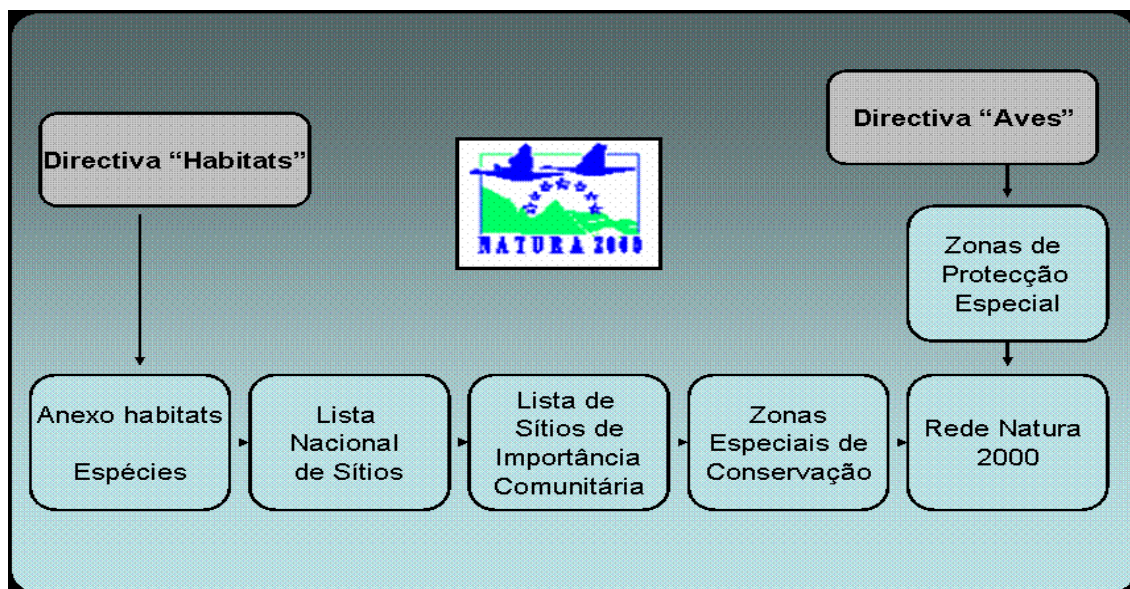 Directiva “Habitats”
Directiva “Aves”
NATURA 2000
Zonas de
Protecção
Especial
Anexo habitats
Espécies
Lista
Nacional
de Sítios
Lista de
Sítios de
Importância
Comunitária
Zonas
Especiais de
Conservação
Rede Natura
2000